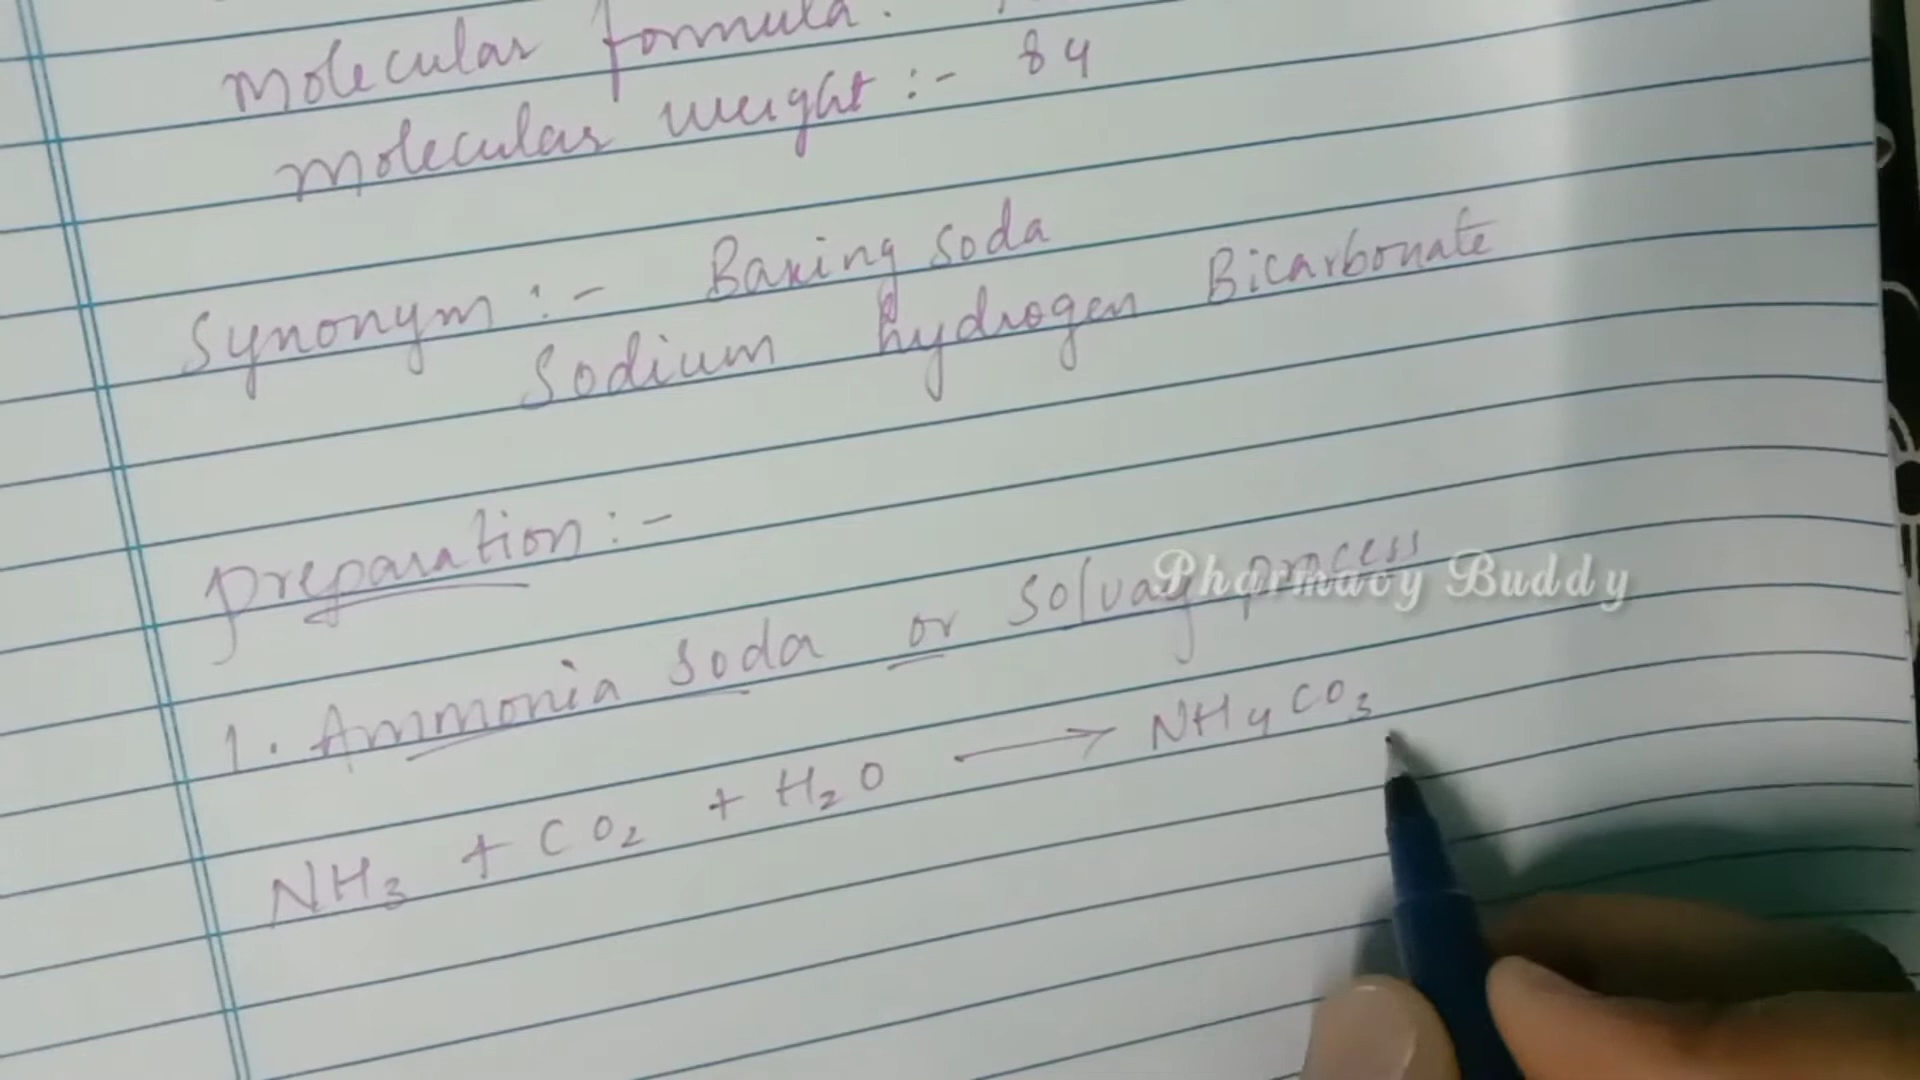 Molecular formula :
Molecular weight :- 84
Synonym :- Baking soda
Sodium hydrogen Bicarbonate
Preparation :-
1. Ammonia soda or solvay process
Pharmacy Buddy
NH₃ + CO₂ + H₂O ⟶ NH₄CO₃